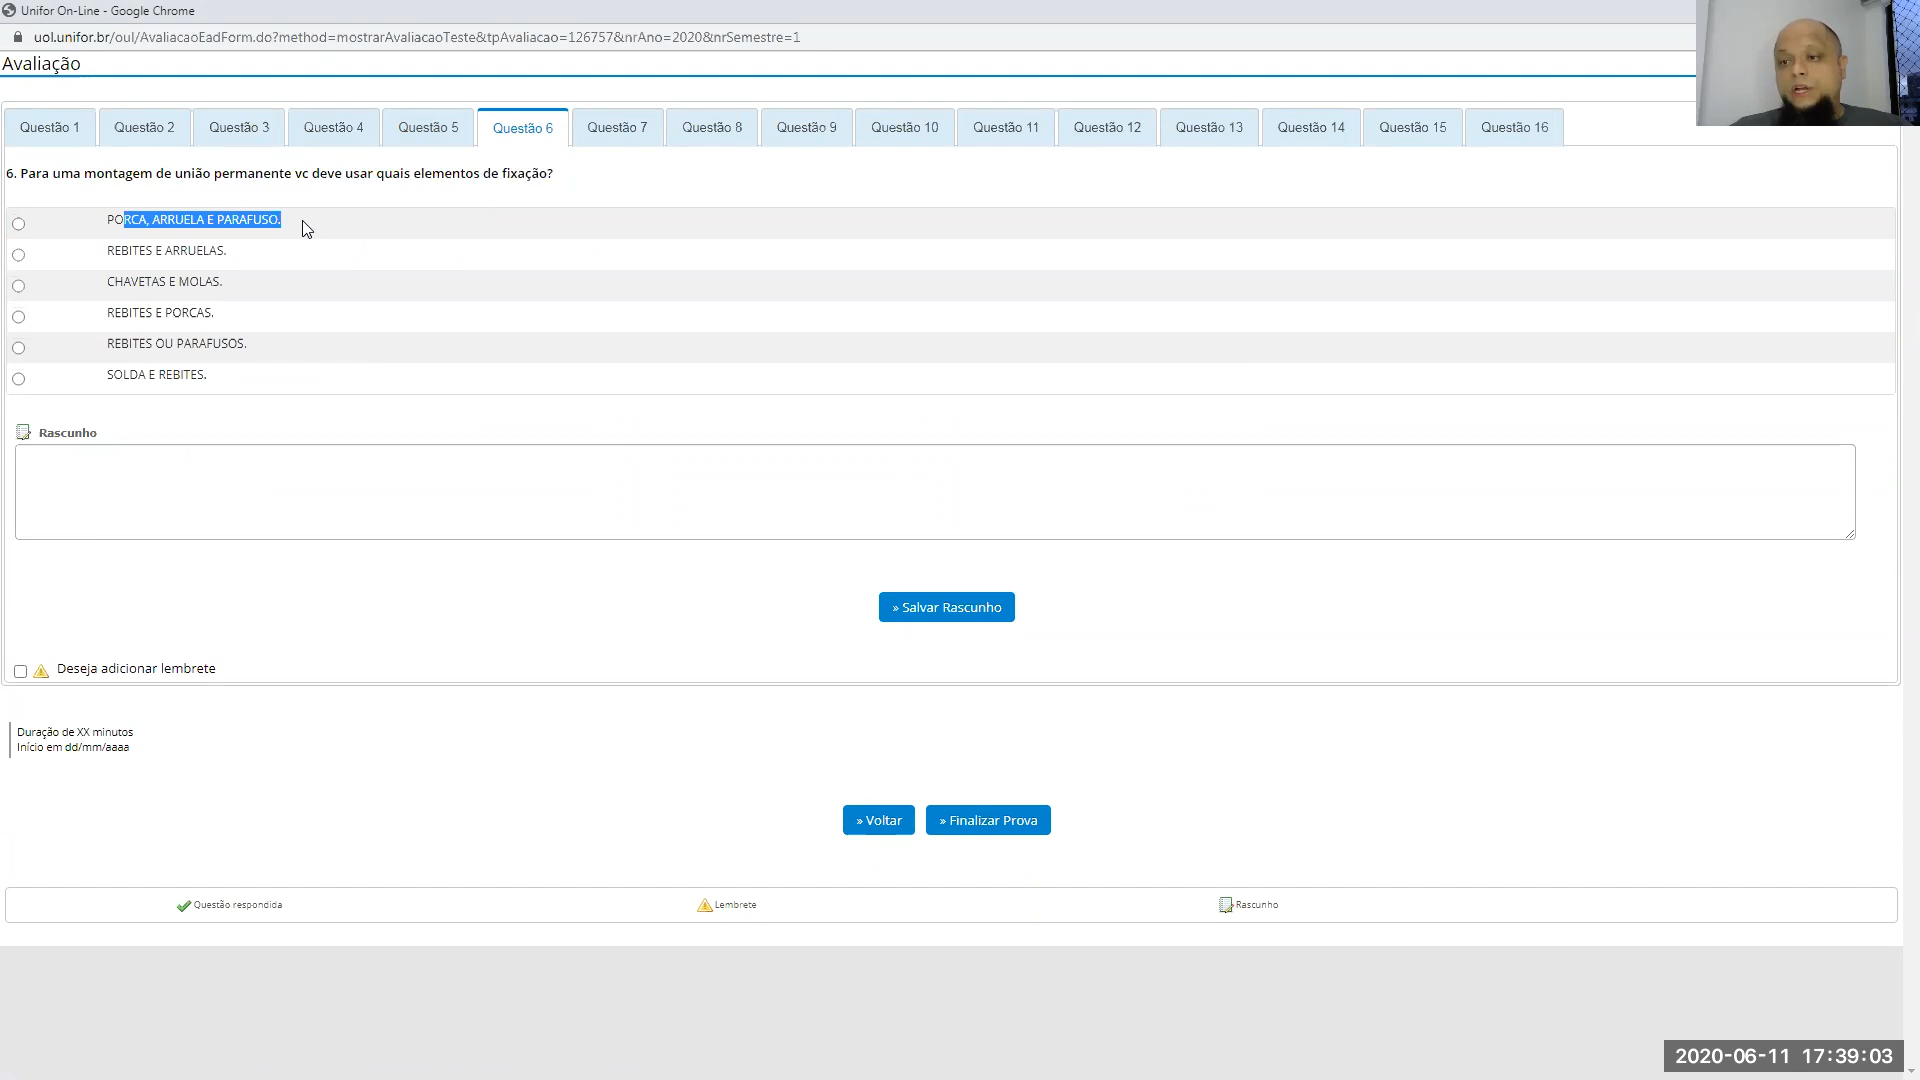 Unifor On-Line - Google Chrome
uol.unifor.br/oul/AvaliacaoEadForm.do?method=mostrarAvaliacaoTeste&tpAvaliacao=126757&nrAno=2020&nrSemestre=1
Avaliação
Questão 1 Questão 2 Questão 3 Questão 4 Questão 5 Questão 6 Questão 7 Questão 8 Questão 9 Questão 10 Questão 11 Questão 12 Questão 13 Questão 14 Questão 15 Questão 16
6. Para uma montagem de união permanente vc deve usar quais elementos de fixação?
PORCA, ARRUELA E PARAFUSO.
REBITES E ARRUELAS.
CHAVETAS E MOLAS.
REBITES E PORCAS.
REBITES OU PARAFUSOS.
SOLDA E REBITES.
Rascunho
» Salvar Rascunho
Deseja adicionar lembrete
Duração de XX minutos
Início em dd/mm/aaaa
» Voltar » Finalizar Prova
Questão respondida Lembrete Rascunho
2020-06-11 17:39:03